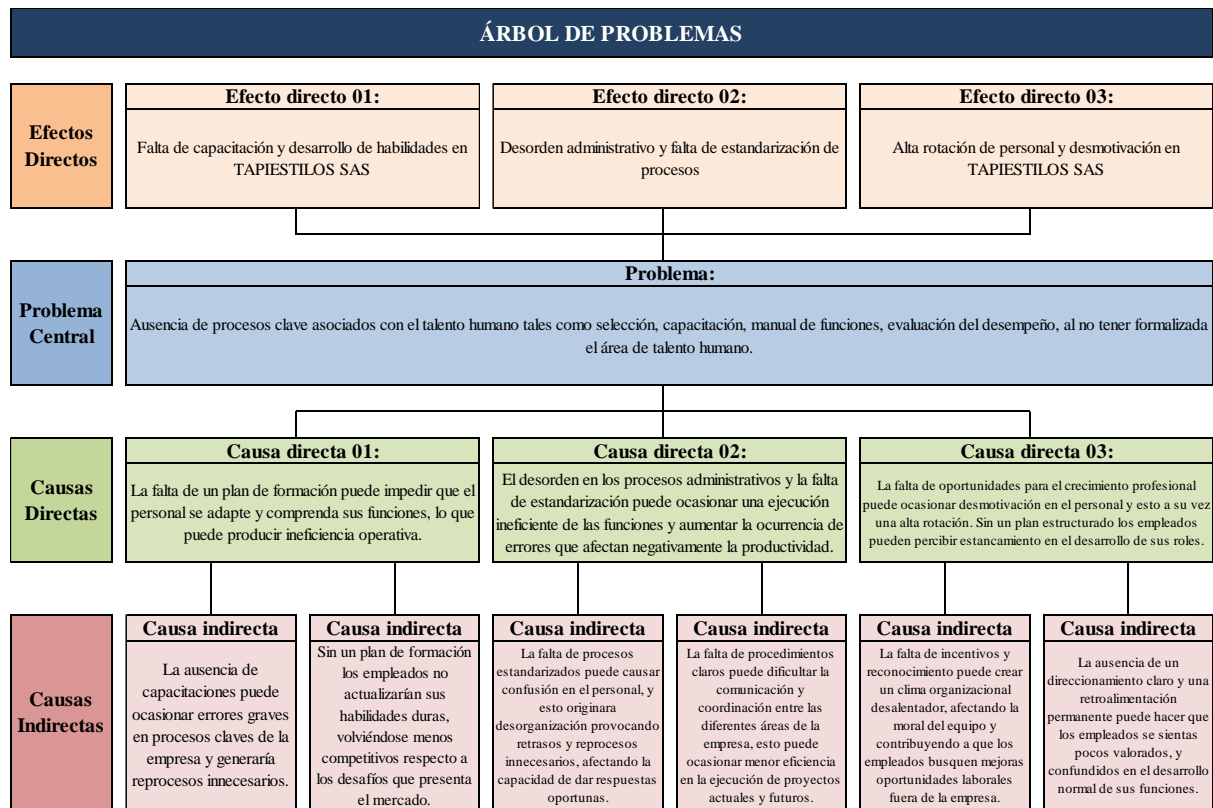 ÁRBOL DE PROBLEMAS
Efectos
Directos
Efecto directo 01:
Falta de capacitación y desarrollo de habilidades en
TAPIESTILOS SAS
Efecto directo 02:
Desorden administrativo y falta de estandarización de
procesos
Efecto directo 03:
Alta rotación de personal y desmotivación en
TAPIESTILOS SAS
Problema
Central
Problema:
Ausencia de procesos clave asociados con el talento humano tales como selección, capacitación, manual de funciones, evaluación del desempeño, al no tener formalizada
el área de talento humano.
Causas
Directas
Causa directa 01:
La falta de un plan de formación puede impedir que el
personal se adapte y comprenda sus funciones, lo que
puede producir ineficiencia operativa.
Causa directa 02:
El desorden en los procesos administrativos y la falta
de estandarización puede ocasionar una ejecución
ineficiente de las funciones y aumentar la ocurrencia de
errores que afectan negativamente la productividad.
Causa directa 03:
La falta de oportunidades para el crecimiento profesional
puede ocasionar desmotivación en el personal y esto a su vez
una alta rotación. Sin un plan estructurado los empleados
pueden percibir estancamiento en el desarrollo de sus roles.
Causas
Indirectas
Causa indirecta
La ausencia de
capacitaciones puede
ocasionar errores graves
en procesos claves de la
empresa y generaría
reprocesos innecesarios.
Causa indirecta
Sin un plan de formación
los empleados no
actualizarían sus
habilidades duras,
volviéndose menos
competitivos respecto a
los desafíos que presenta
el mercado.
Causa indirecta
La falta de procesos
estandarizados puede causar
confusión en el personal, y
esto originara
desorganización provocando
retrasos y reprocesos
innecesarios, afectando la
capacidad de dar respuestas
oportunas.
Causa indirecta
La falta de procedimientos
claros puede dificultar la
comunicación y
coordinación entre las
diferentes áreas de la
empresa, esto puede
ocasionar menor eficiencia
en la ejecución de proyectos
actuales y futuros.
Causa indirecta
La falta de incentivos y
reconocimiento puede crear
un clima organizacional
desalentador, afectando la
moral del equipo y
contribuyendo a que los
empleados busquen mejoras
oportunidades laborales
fuera de la empresa.
Causa indirecta
La ausencia de un
direccionamiento claro y una
retroalimentación
permanente puede hacer que
los empleados se sientas
pocos valorados, y
confundidos en el desarrollo
normal de sus funciones.